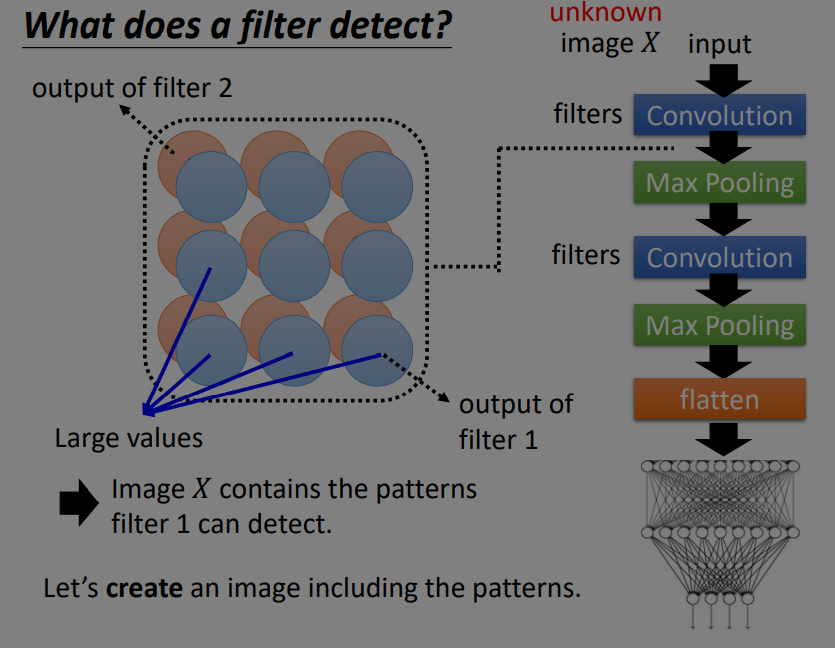 What does a filter detect?
unknown
image X input
output of filter 2
filters Convolution
Max Pooling
filters Convolution
Max Pooling
flatten
output of
filter 1
Large values
Image X contains the patterns
filter 1 can detect.
Let's create an image including the patterns.